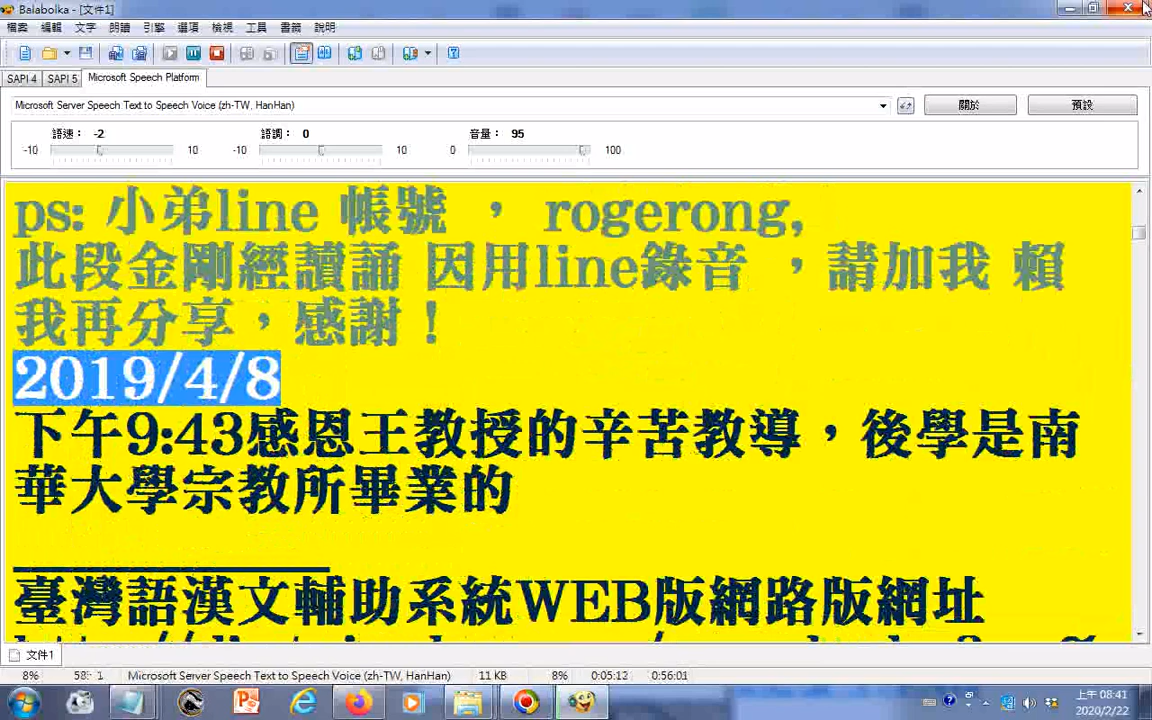 Balabolka - [文件1]
檔案 編輯 文字 朗讀 引擎 選項 檢視 工具 書籤 說明
SAPI 4 SAPI 5 Microsoft Speech Platform
Microsoft Server Speech Text to Speech Voice (zh-TW, HanHan) 關於 預設
語速： -2 語調： 0 音量： 95
-10 10 -10 10 0 100
ps: 小弟line 帳號 ， rogerong,
此段金剛經讀誦 因用line錄音 ，請加我 賴
我再分享，感謝！
2019/4/8
下午9:43感恩王教授的辛苦教導，後學是南
華大學宗教所畢業的
臺灣語漢文輔助系統WEB版網路版網址
文件1
8% 58: 1 Microsoft Server Speech Text to Speech Voice (zh-TW, HanHan) 11 KB 8% 0:05:12 0:56:01
上午 08:41
2020/2/22